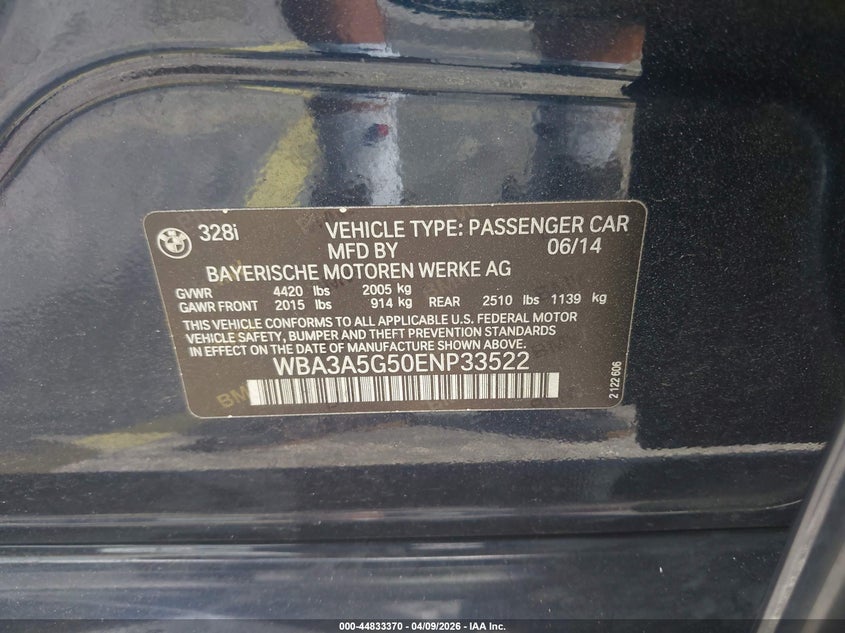 328i
VEHICLE TYPE: PASSENGER CAR
MFD BY 06/14
BAYERISCHE MOTOREN WERKE AG
GVWR 4420 lbs 2005 kg
GAWR FRONT 2015 lbs 914 kg REAR 2510 lbs 1139 kg
THIS VEHICLE CONFORMS TO ALL APPLICABLE U.S. FEDERAL MOTOR
VEHICLE SAFETY, BUMPER AND THEFT PREVENTION STANDARDS
IN EFFECT ON THE DATE OF MANUFACTURE SHOWN ABOVE.
WBA3A5G50ENP33522
2 122 606
000-44833370 - 04/09/2026 - IAA Inc.